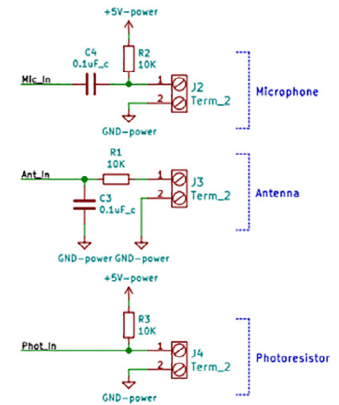 +5V-power
C4
0.1uF_c
R2
10K
Mic_In
1
2
J2
Term_2
GND-power
Microphone
R1
10K
Ant_In
1
2
J3
Term_2
C3
0.1uF_c
GND-power GND-power
Antenna
+5V-power
R3
10K
Phot_In
1
2
J4
Term_2
GND-power
Photoresistor